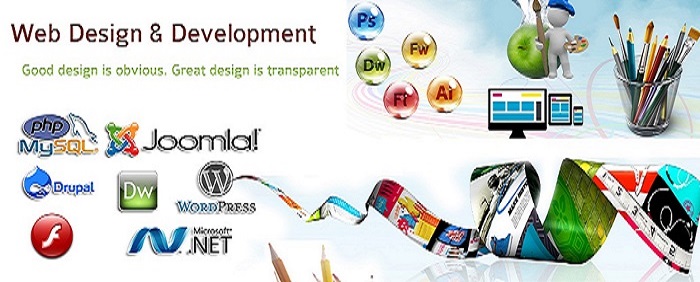 Web Design & Development
Good design is obvious. Great design is transparent
Ps
Fw
Dw
Ai
php
MySQL
Joomla!
Drupal
Dw
WORDPRESS
Microsoft
.NET